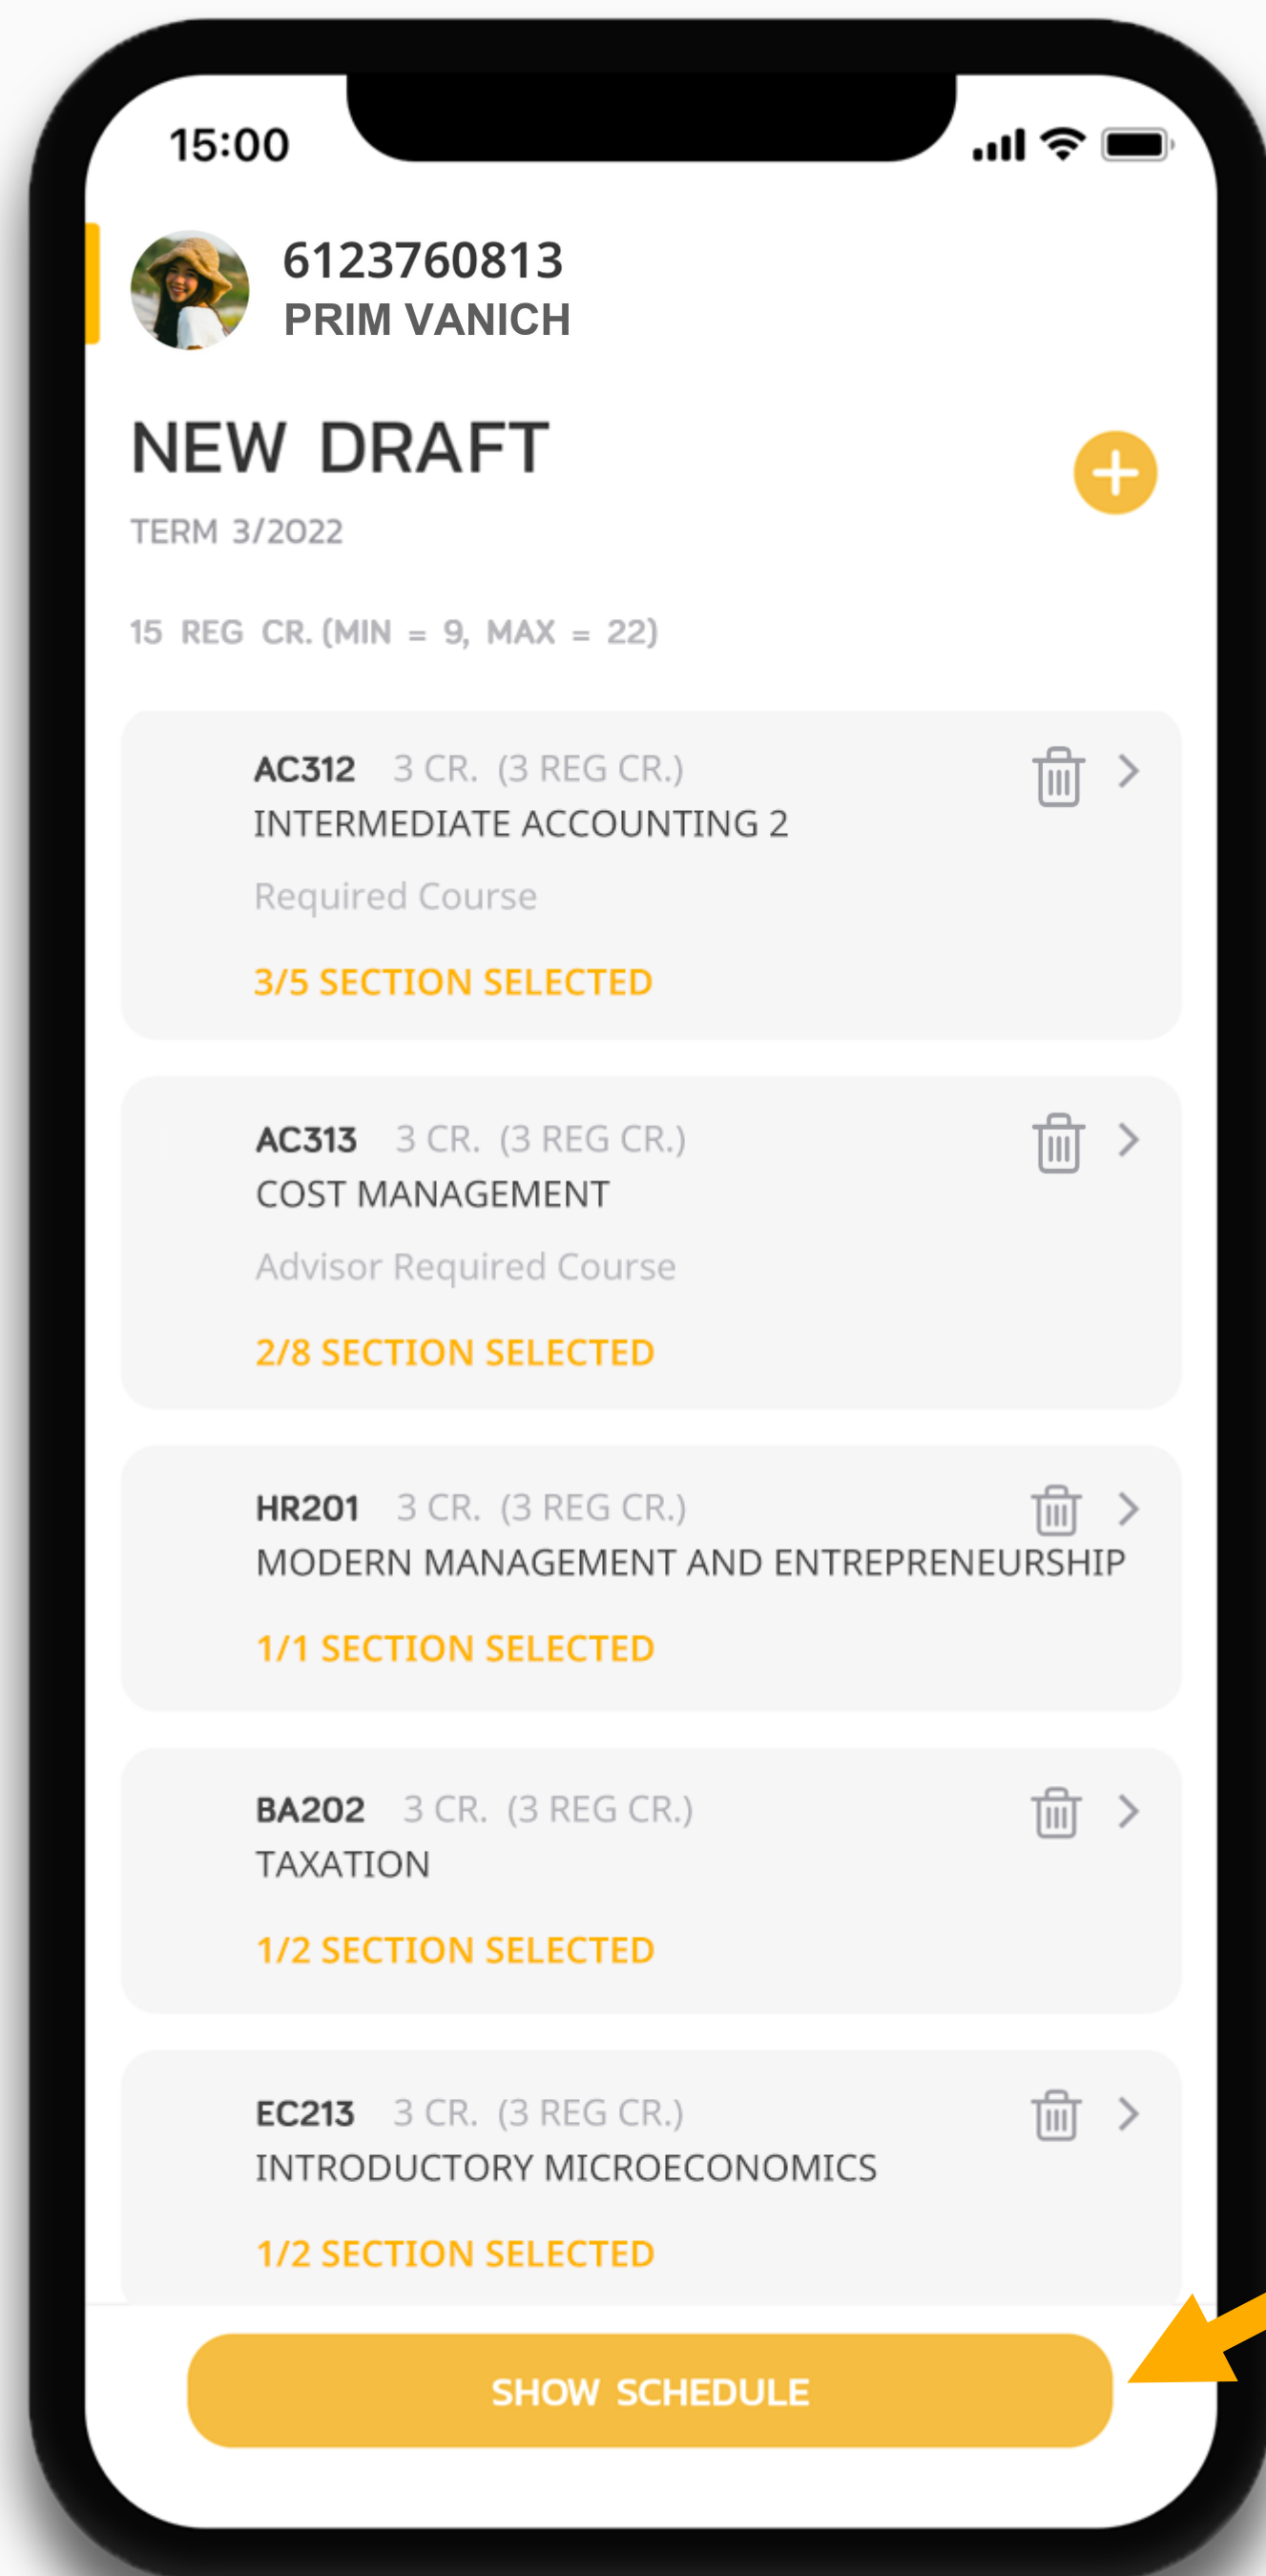 15:00
6123760813
PRIM VANICH
NEW DRAFT
TERM 3/2022
15 REG CR. (MIN = 9, MAX = 22)
AC312 3 CR. (3 REG CR.)
INTERMEDIATE ACCOUNTING 2
Required Course
3/5 SECTION SELECTED
AC313 3 CR. (3 REG CR.)
COST MANAGEMENT
Advisor Required Course
2/8 SECTION SELECTED
HR201 3 CR. (3 REG CR.)
MODERN MANAGEMENT AND ENTREPRENEURSHIP
1/1 SECTION SELECTED
BA202 3 CR. (3 REG CR.)
TAXATION
1/2 SECTION SELECTED
EC213 3 CR. (3 REG CR.)
INTRODUCTORY MICROECONOMICS
1/2 SECTION SELECTED
SHOW SCHEDULE